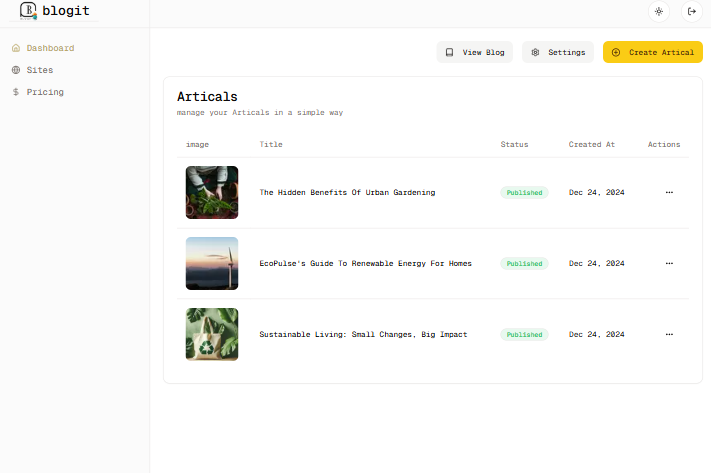 B blogit
Dashboard
Sites
Pricing
View Blog Settings Create Artical
Articals
manage your Articals in a simple way
image Title Status Created At Actions
The Hidden Benefits Of Urban Gardening Published Dec 24, 2024
EcoPulse's Guide To Renewable Energy For Homes Published Dec 24, 2024
Sustainable Living: Small Changes, Big Impact Published Dec 24, 2024